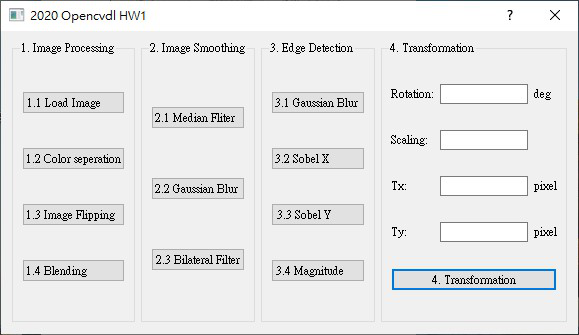 2020 Opencvdl HW1
?
1. Image Processing
1.1 Load Image
1.2 Color seperation
1.3 Image Flipping
1.4 Blending
2. Image Smoothing
2.1 Median Fliter
2.2 Gaussian Blur
2.3 Bilateral Filter
3. Edge Detection
3.1 Gaussian Blur
3.2 Sobel X
3.3 Sobel Y
3.4 Magnitude
4. Transformation
Rotation: deg
Scaling:
Tx: pixel
Ty: pixel
4. Transformation